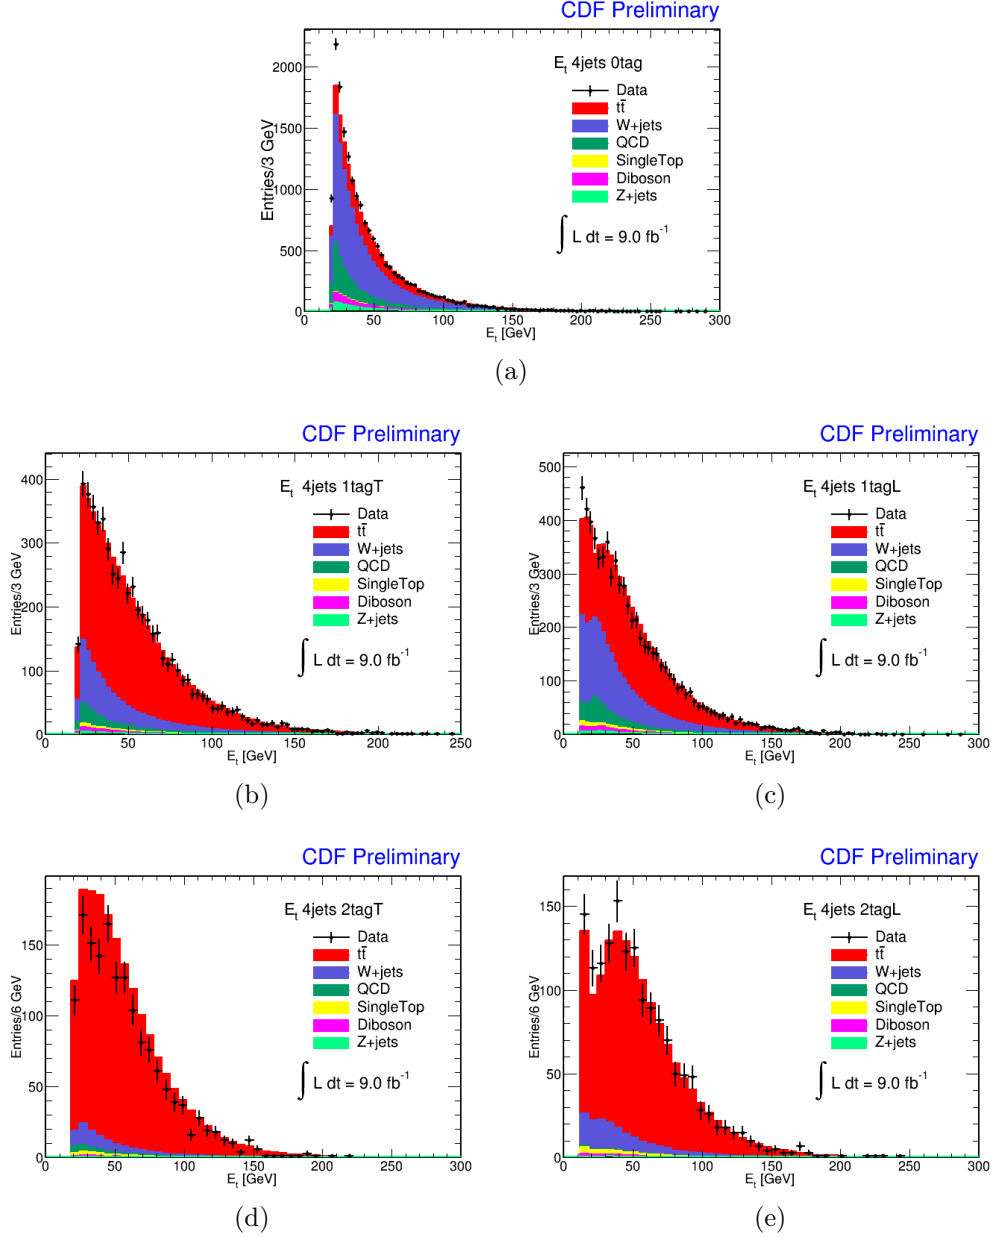 CDF Preliminary
E_t 4jets 0tag
Data
tt̄
W+jets
QCD
SingleTop
Diboson
Z+jets
∫ L dt = 9.0 fb⁻¹
Entries/3 GeV
2000
1500
1000
500
0
0 50 100 150 200 250 300
E_t [GeV]
(a)
CDF Preliminary
E_t 4jets 1tagT
Data
tt̄
W+jets
QCD
SingleTop
Diboson
Z+jets
∫ L dt = 9.0 fb⁻¹
Entries/3 GeV
400
300
200
100
0
0 50 100 150 200 250
E_t [GeV]
(b)
CDF Preliminary
E_t 4jets 1tagL
Data
tt̄
W+jets
QCD
SingleTop
Diboson
Z+jets
∫ L dt = 9.0 fb⁻¹
Entries/3 GeV
500
400
300
200
100
0
0 50 100 150 200 250 300
E_t [GeV]
(c)
CDF Preliminary
E_t 4jets 2tagT
Data
tt̄
W+jets
QCD
SingleTop
Diboson
Z+jets
∫ L dt = 9.0 fb⁻¹
Entries/6 GeV
150
100
50
0
0 50 100 150 200 250 300
E_t [GeV]
(d)
CDF Preliminary
E_t 4jets 2tagL
Data
tt̄
W+jets
QCD
SingleTop
Diboson
Z+jets
∫ L dt = 9.0 fb⁻¹
Entries/6 GeV
150
100
50
0
0 50 100 150 200 250 300
E_t [GeV]
(e)